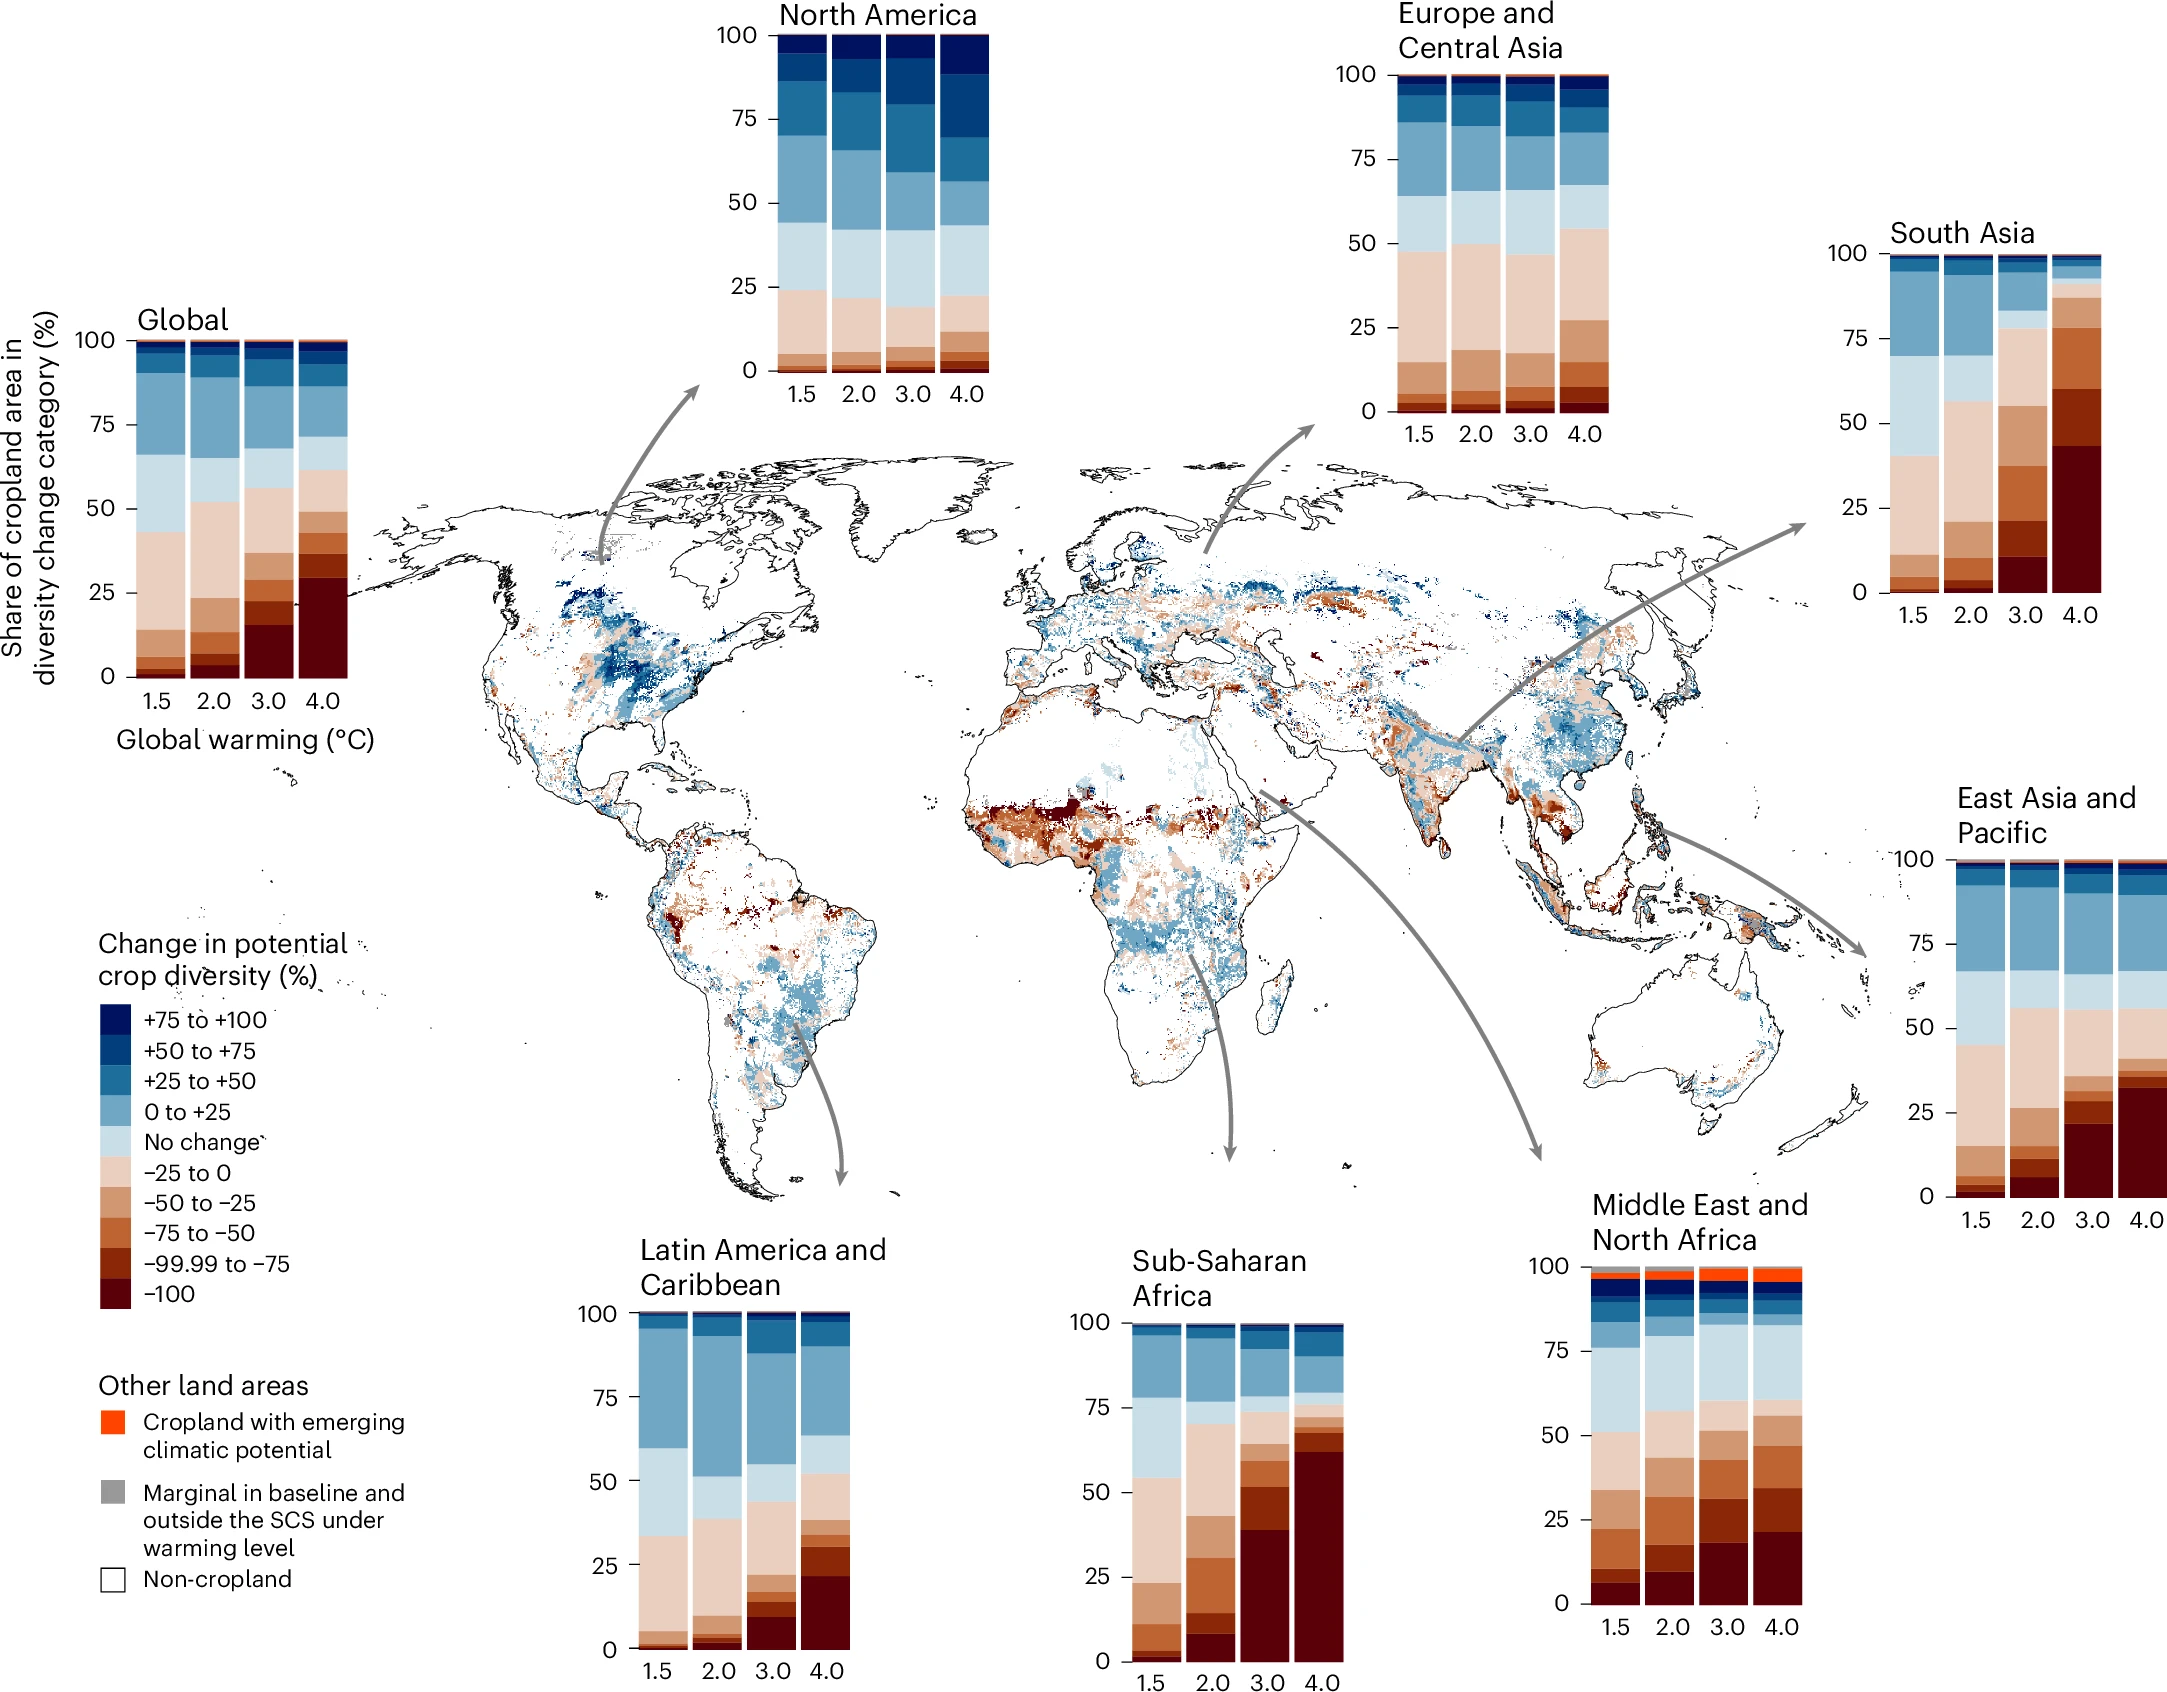 North America
100
75
50
25
0
1.5 2.0 3.0 4.0
Europe and
Central Asia
100
75
50
25
0
1.5 2.0 3.0 4.0
South Asia
100
75
50
25
0
1.5 2.0 3.0 4.0
Share of cropland area in
diversity change category (%)
Global
100
75
50
25
0
1.5 2.0 3.0 4.0
Global warming (°C)
East Asia and
Pacific
100
75
50
25
0
1.5 2.0 3.0 4.0
Change in potential
crop diversity (%)
+75 to +100
+50 to +75
+25 to +50
0 to +25
No change
−25 to 0
−50 to −25
−75 to −50
−99.99 to −75
−100
Other land areas
Cropland with emerging
climatic potential
Marginal in baseline and
outside the SCS under
warming level
Non-cropland
Latin America and
Caribbean
100
75
50
25
0
1.5 2.0 3.0 4.0
Sub-Saharan
Africa
100
75
50
25
0
1.5 2.0 3.0 4.0
Middle East and
North Africa
100
75
50
25
0
1.5 2.0 3.0 4.0